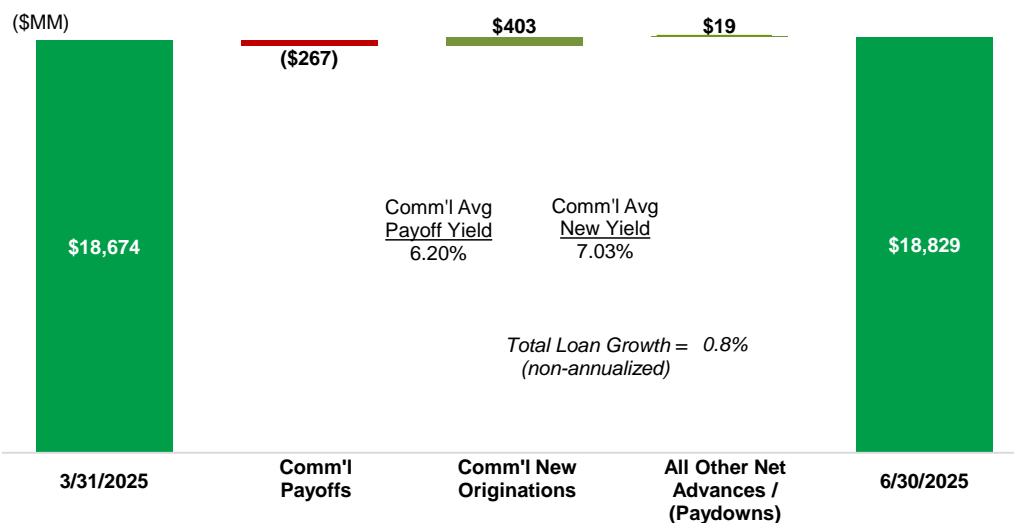 ($MM)
($267)
$403
$19
Comm'l Avg
Payoff Yield
6.20%
Comm'l Avg
New Yield
7.03%
$18,674
$18,829
Total Loan Growth = 0.8%
(non-annualized)
3/31/2025
Comm'l
Payoffs
Comm'l New
Originations
All Other Net
Advances /
(Paydowns)
6/30/2025